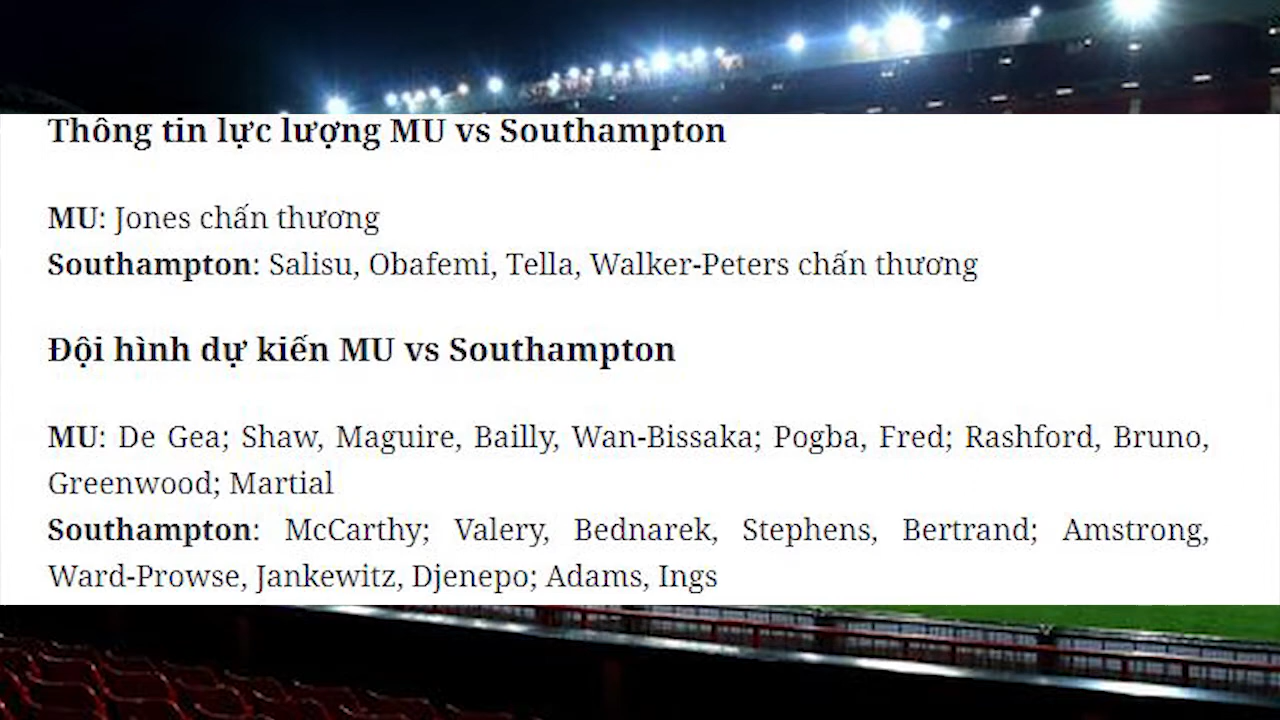 Thông tin lực lượng MU vs Southampton
MU: Jones chấn thương
Southampton: Salisu, Obafemi, Tella, Walker-Peters chấn thương
Đội hình dự kiến MU vs Southampton
MU: De Gea; Shaw, Maguire, Bailly, Wan-Bissaka; Pogba, Fred; Rashford, Bruno,
Greenwood; Martial
Southampton: McCarthy; Valery, Bednarek, Stephens, Bertrand; Amstrong,
Ward-Prowse, Jankewitz, Djenepo; Adams, Ings